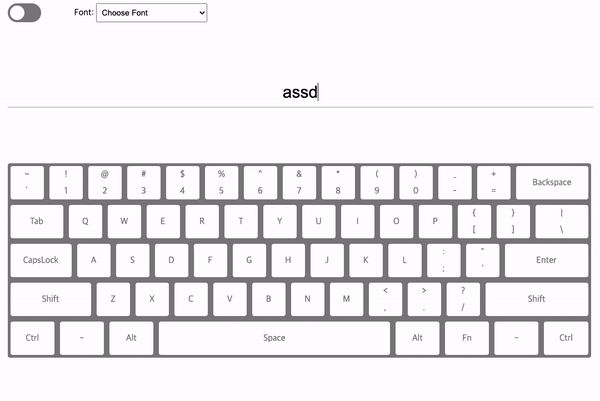 Font: Choose Font
assd
~ ! @ # $ % ^ & * ( ) - +
` 1 2 3 4 5 6 7 8 9 0 - = Backspace
Tab Q W E R T Y U I O P { } |
[ ] \
CapsLock A S D F G H J K L : " Enter
; '
Shift Z X C V B N M < > ? Shift
, . /
Ctrl ~ Alt Space Alt Fn ~ Ctrl